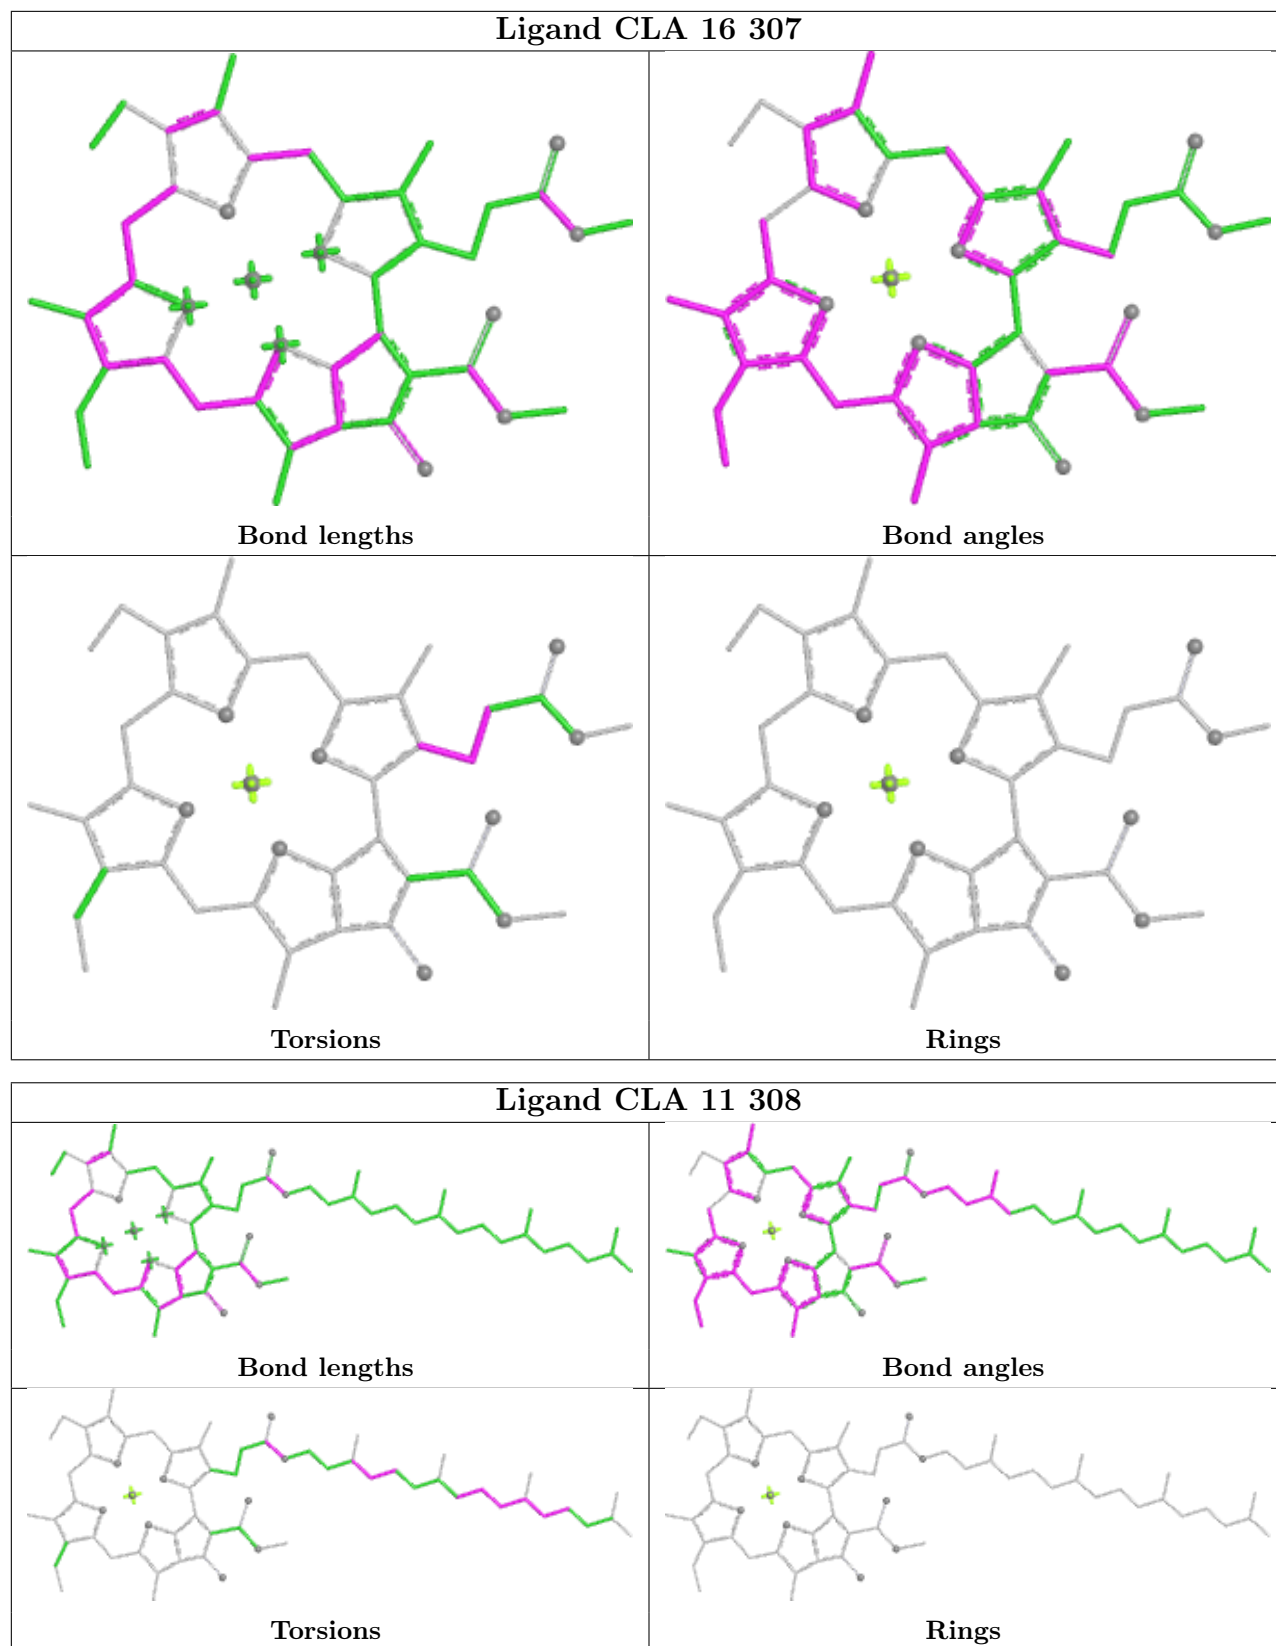 Ligand CLA 16 307
Bond lengths
Bond angles
Torsions
Rings
Ligand CLA 11 308
Bond lengths
Bond angles
Torsions
Rings